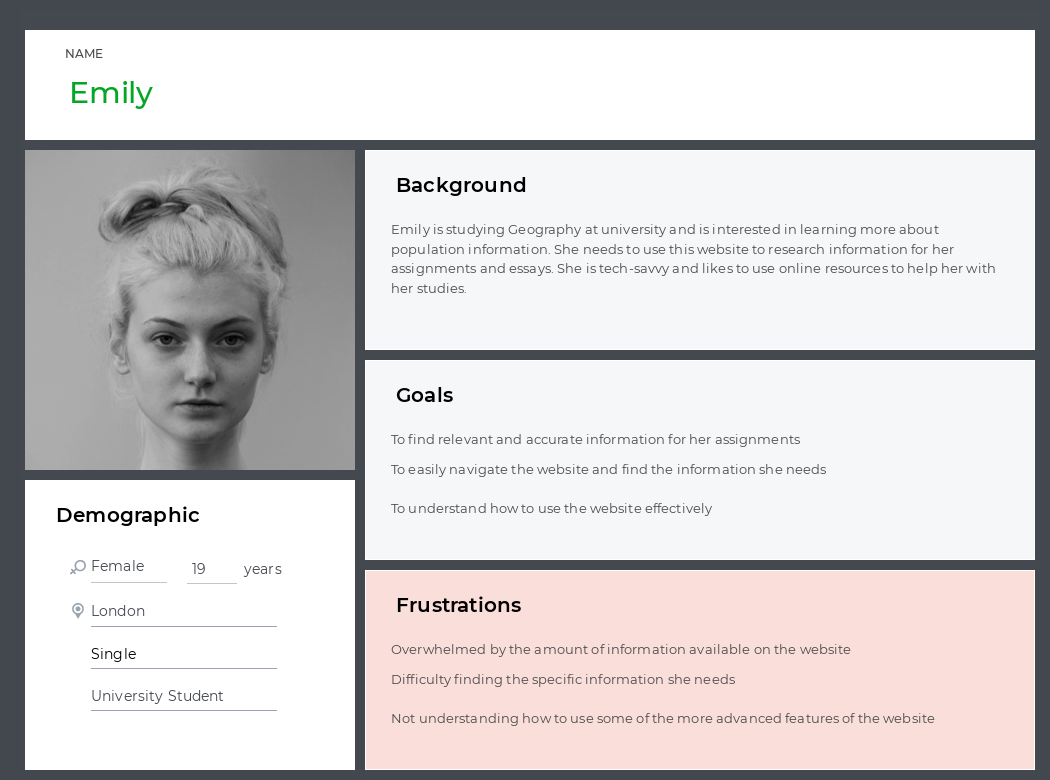 NAME
Emily
Background
Emily is studying Geography at university and is interested in learning more about
population information. She needs to use this website to research information for her
assignments and essays. She is tech-savvy and likes to use online resources to help her with
her studies.
Goals
To find relevant and accurate information for her assignments
To easily navigate the website and find the information she needs
To understand how to use the website effectively
Demographic
Female 19 years
London
Single
University Student
Frustrations
Overwhelmed by the amount of information available on the website
Difficulty finding the specific information she needs
Not understanding how to use some of the more advanced features of the website